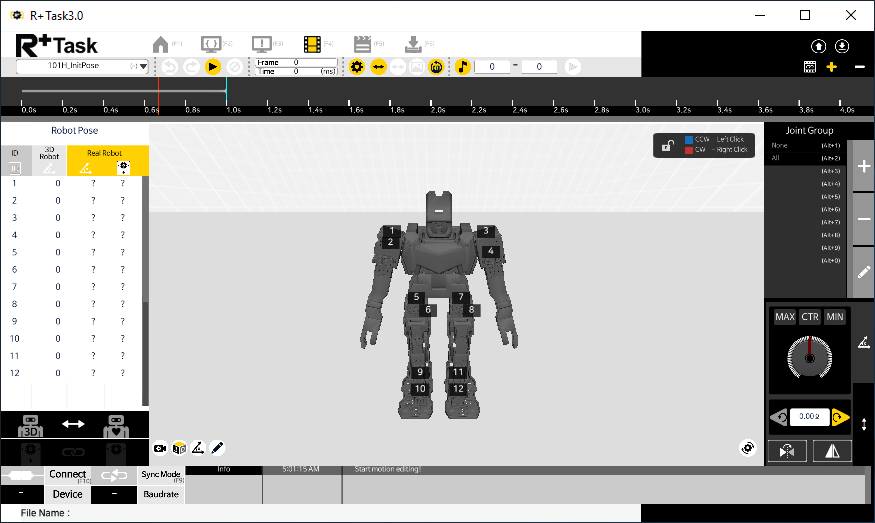 R+ Task3.0
R+Task
(F1) (F2) (F3) (F4) (F5) (F6)
101H_InitPose
Frame 0
Time 0 (ms)
0 - 0
0.0s 0.2s 0.4s 0.6s 0.8s 1.0s 1.2s 1.4s 1.6s 1.8s 2.0s 2.2s 2.4s 2.6s 2.8s 3.0s 3.2s 3.4s 3.6s 3.8s 4.0s
Robot Pose
ID 3D Robot Real Robot
1 0 ? ?
2 0 ? ?
3 0 ? ?
4 0 ? ?
5 0 ? ?
6 0 ? ?
7 0 ? ?
8 0 ? ?
9 0 ? ?
10 0 ? ?
11 0 ? ?
12 0 ? ?
3D
CCW - Left Click
CW - Right Click
1 3
2 4
5 7
6 8
9 11
10 12
Joint Group
None (Alt+1)
All (Alt+2)
(Alt+3)
(Alt+4)
(Alt+5)
(Alt+6)
(Alt+7)
(Alt+8)
(Alt+9)
(Alt+0)
MAX CTR MIN
0.00º
Connect (F10) Sync Mode (F9)
- Device - Baudrate
Info 5:01:15 AM Start motion editing!
File Name :